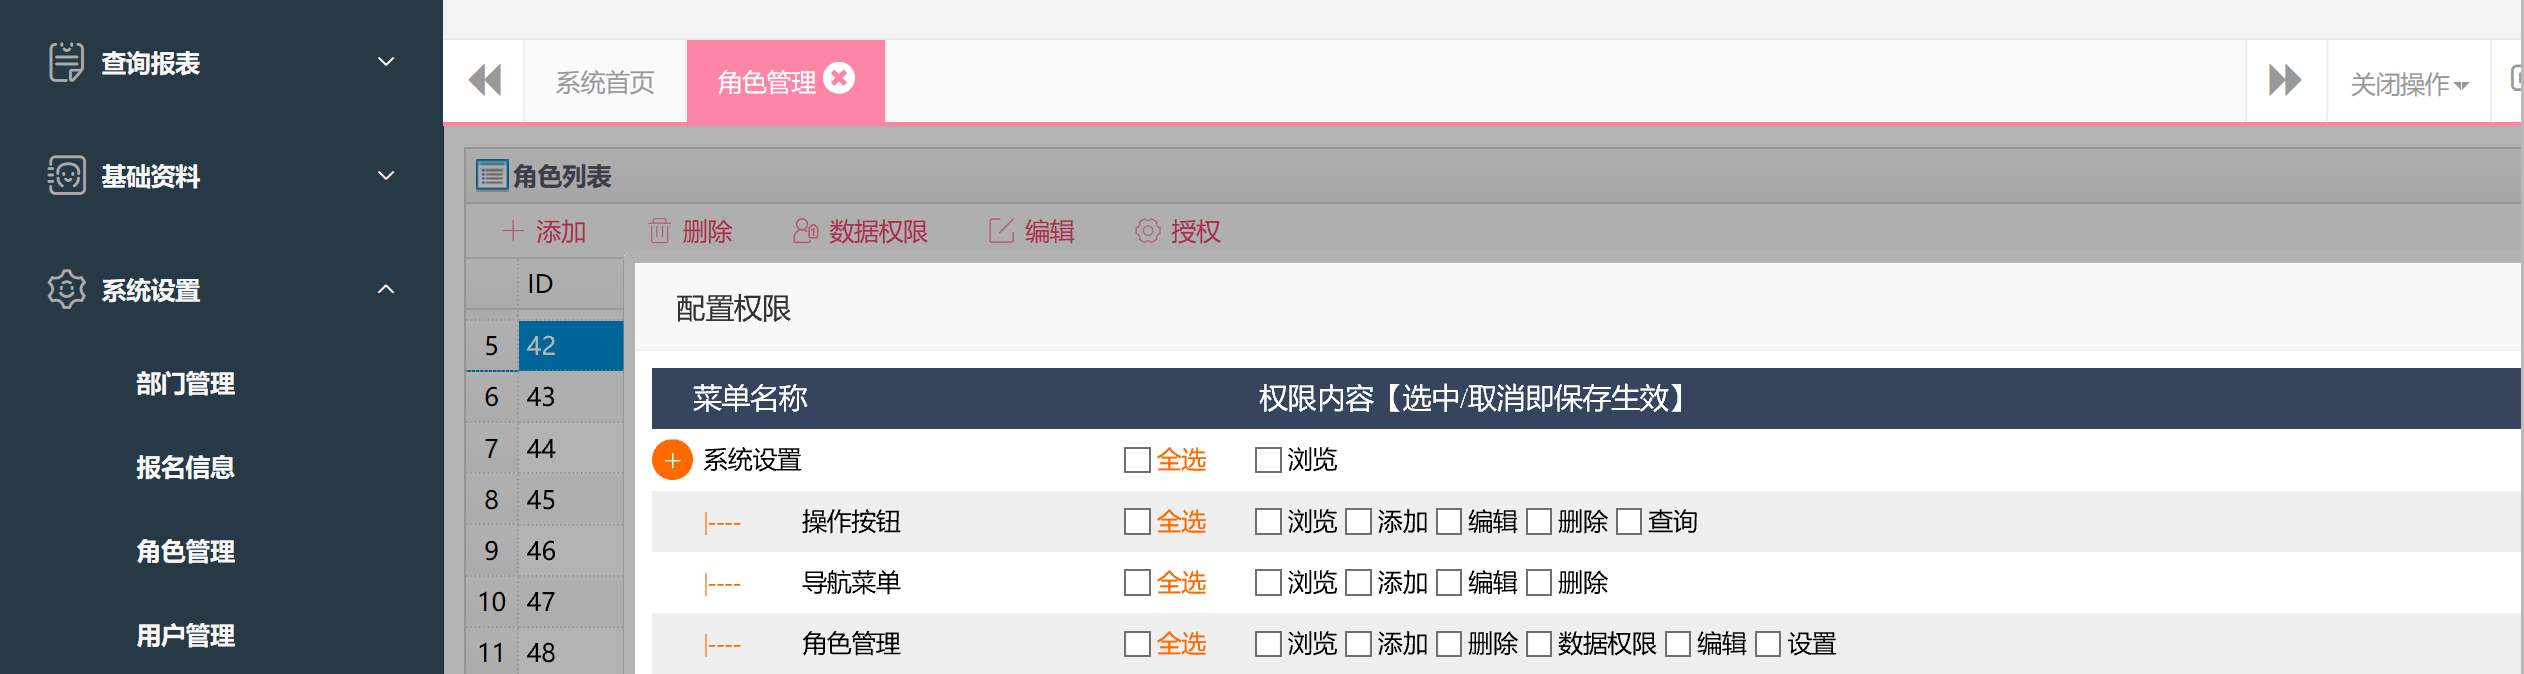 查询报表
基础资料
系统设置
部门管理
报名信息
角色管理
用户管理
系统首页 角色管理 关闭操作
角色列表
添加 删除 数据权限 编辑 授权
ID
5 42
6 43
7 44
8 45
9 46
10 47
11 48
配置权限
菜单名称 权限内容【选中/取消即保存生效】
系统设置 全选 浏览
|---- 操作按钮 全选 浏览 添加 编辑 删除 查询
|---- 导航菜单 全选 浏览 添加 编辑 删除
|---- 角色管理 全选 浏览 添加 删除 数据权限 编辑 设置